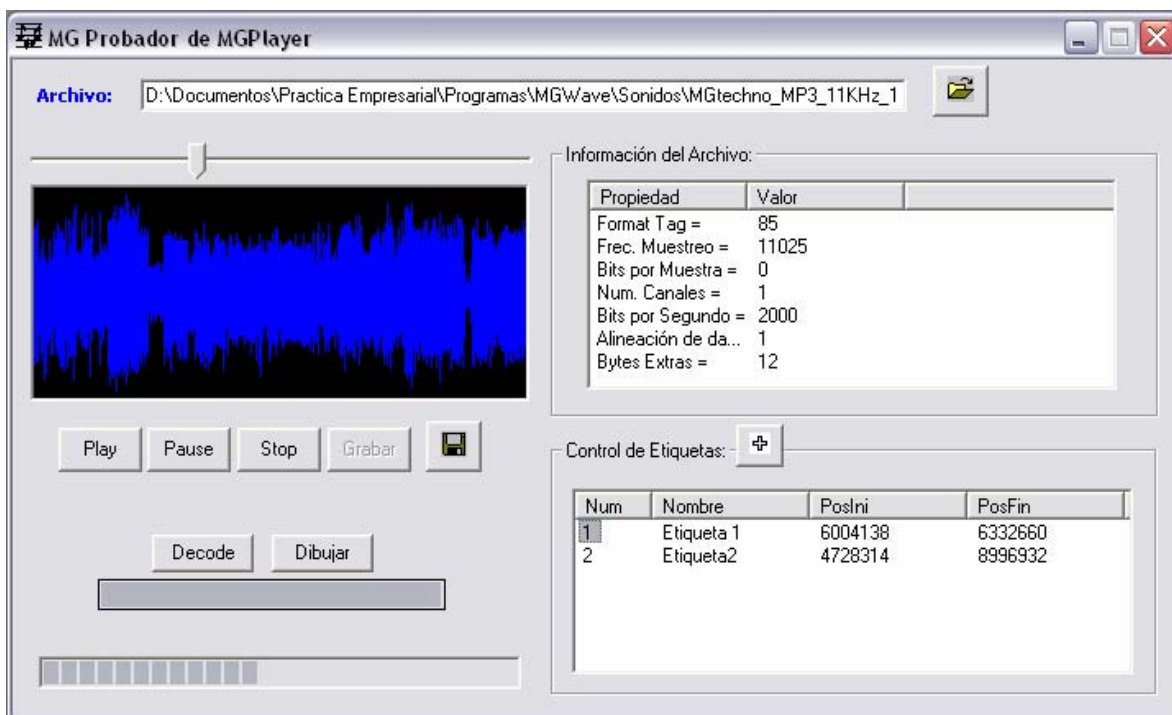 MG Probador de MGPlayer
Archivo: D:\Documentos\Practica Empresarial\Programas\MGWave\Sonidos\MGtechno_MP3_11KHz_1
Información del Archivo:
Propiedad Valor
Format Tag = 85
Frec. Muestreo = 11025
Bits por Muestra = 0
Num. Canales = 1
Bits por Segundo = 2000
Alineación de da... 1
Bytes Extras = 12
Play Pause Stop Grabar
Control de Etiquetas:
Num Nombre PosIni PosFin
1 Etiqueta 1 6004138 6332660
2 Etiqueta2 4728314 8996932
Decode Dibujar